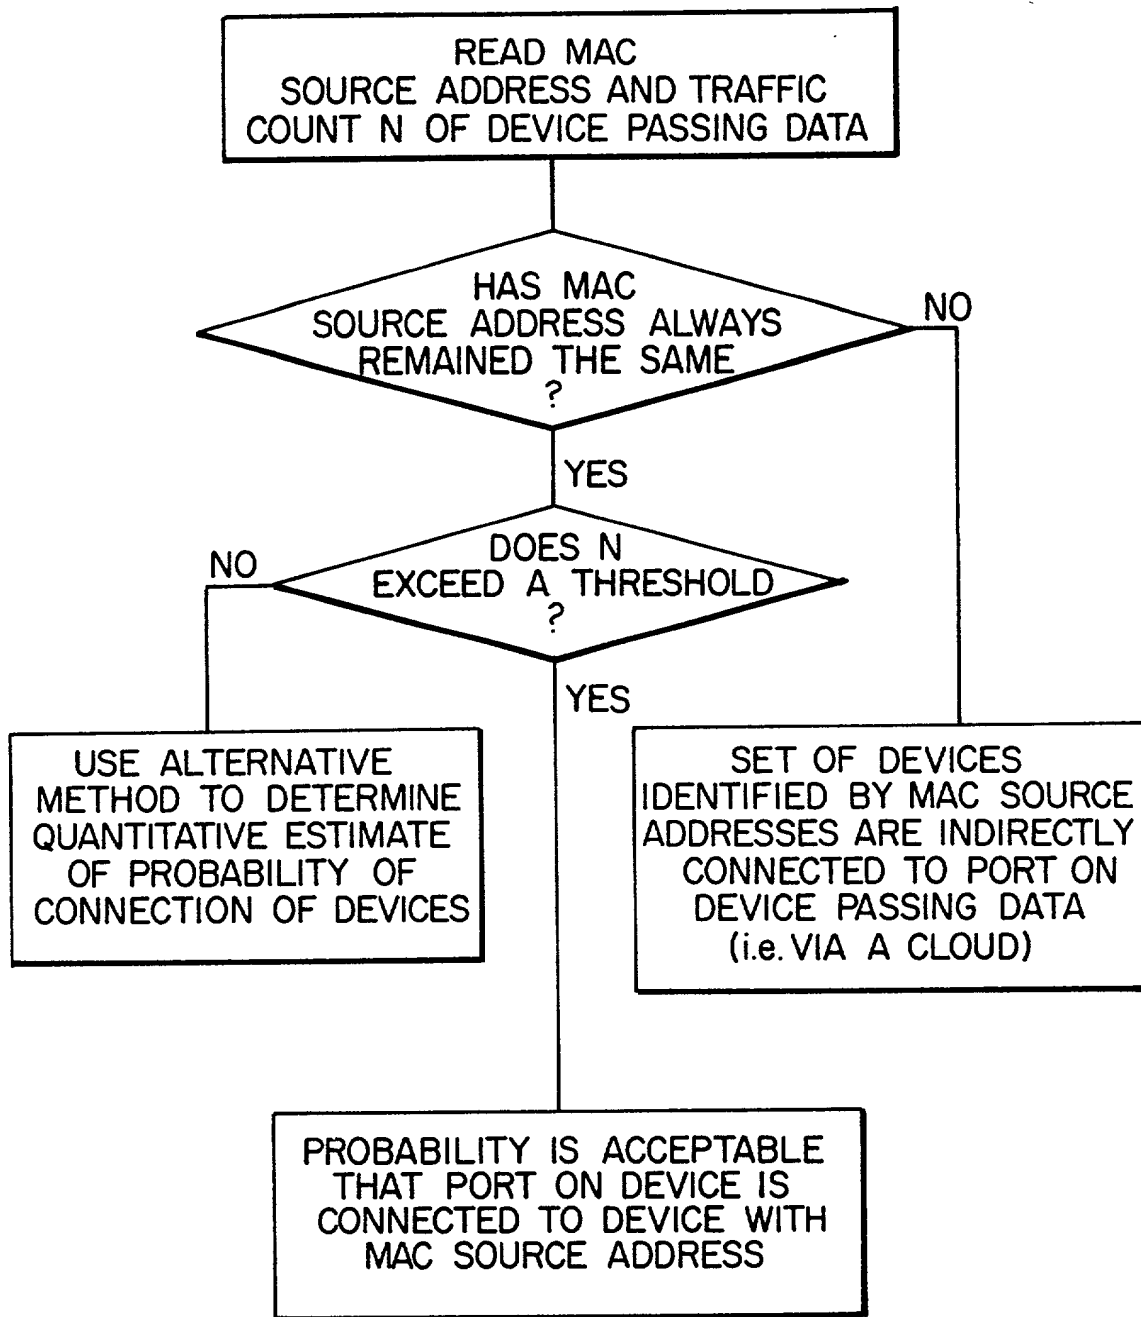 READ MAC
SOURCE ADDRESS AND TRAFFIC
COUNT N OF DEVICE PASSING DATA
HAS MAC
SOURCE ADDRESS ALWAYS
REMAINED THE SAME
?
NO
YES
DOES N
EXCEED A THRESHOLD
?
NO
YES
USE ALTERNATIVE
METHOD TO DETERMINE
QUANTITATIVE ESTIMATE
OF PROBABILITY OF
CONNECTION OF DEVICES
SET OF DEVICES
IDENTIFIED BY MAC SOURCE
ADDRESSES ARE INDIRECTLY
CONNECTED TO PORT ON
DEVICE PASSING DATA
(i.e. VIA A CLOUD)
PROBABILITY IS ACCEPTABLE
THAT PORT ON DEVICE IS
CONNECTED TO DEVICE WITH
MAC SOURCE ADDRESS